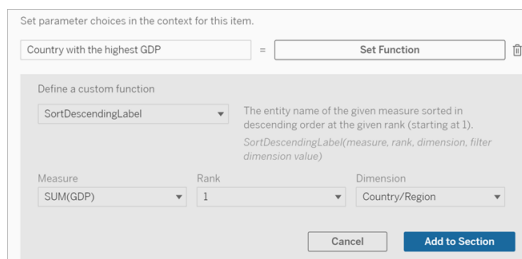 Set parameter choices in the context for this item.
Country with the highest GDP = Set Function
Define a custom function
SortDescendingLabel
The entity name of the given measure sorted in
descending order at the given rank (starting at 1).
SortDescendingLabel(measure, rank, dimension, filter
dimension value)
Measure Rank Dimension
SUM(GDP) 1 Country/Region
Cancel Add to Section